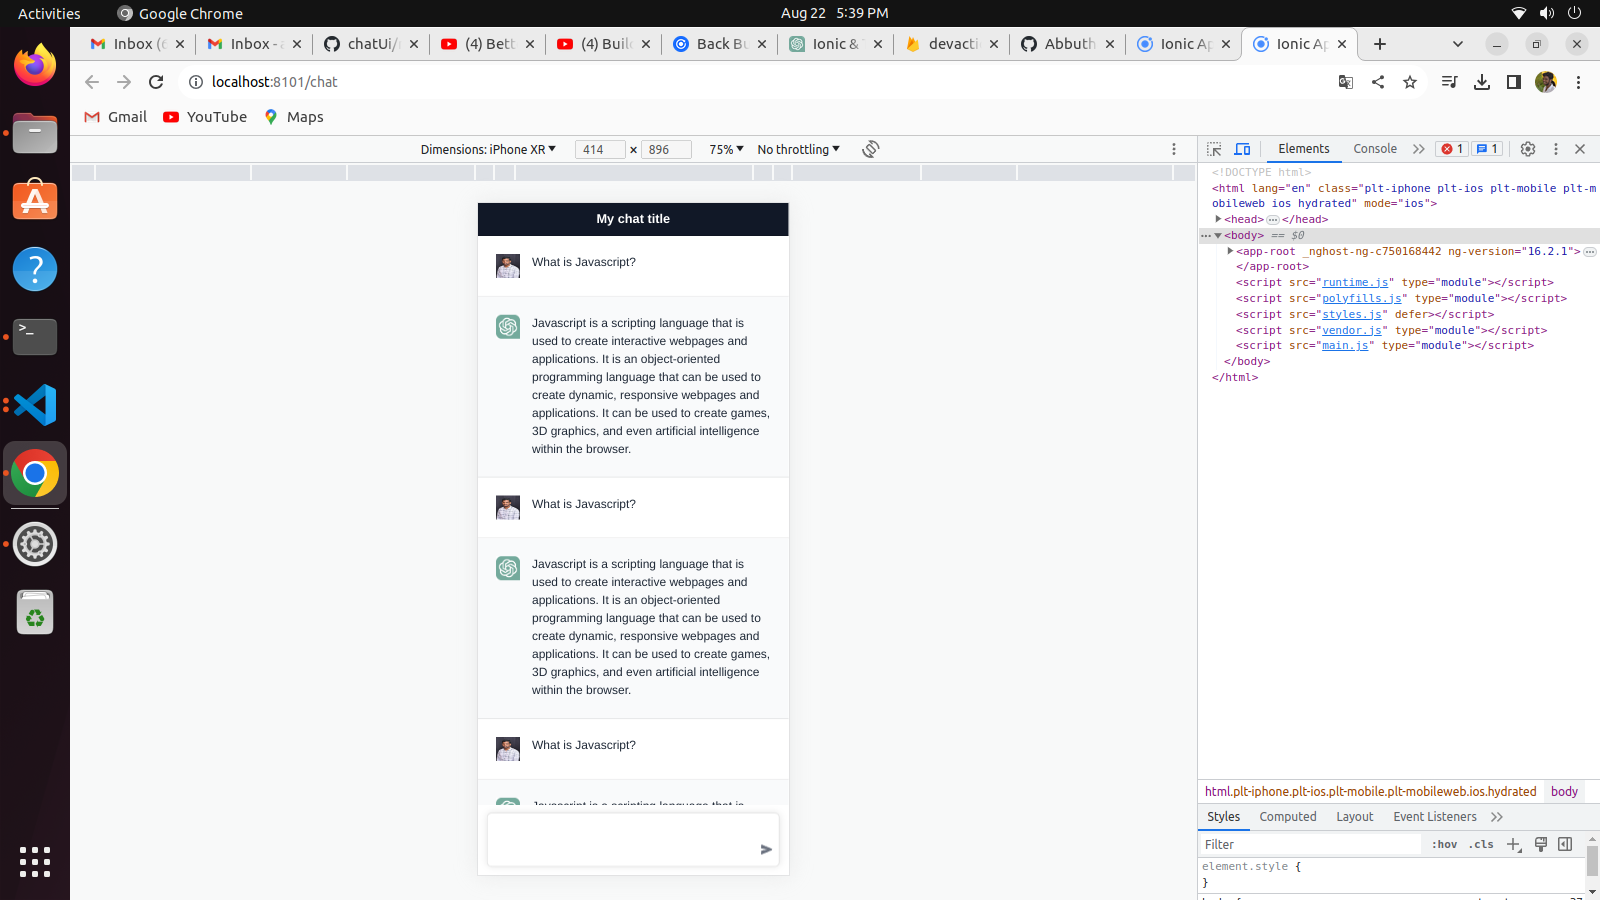 Activities
Google Chrome
Aug 22 5:39 PM
Inbox (6
Inbox - a
chatUi/
(4) Bett
(4) Buil
Back Bu
Ionic &
devacti
Abbuth
Ionic Ap
Ionic Ap
localhost:8101/chat
Gmail
YouTube
Maps
Dimensions: iPhone XR
414 × 896
75%
No throttling
Elements
Console
1
1
<!DOCTYPE html>
<html lang="en" class="plt-iphone plt-ios plt-mobile plt-m
obileweb ios hydrated" mode="ios">
<head>…</head>
<body> == $0
<app-root _nghost-ng-c750168442 ng-version="16.2.1">…
</app-root>
<script src="runtime.js" type="module"></script>
<script src="polyfills.js" type="module"></script>
<script src="styles.js" defer></script>
<script src="vendor.js" type="module"></script>
<script src="main.js" type="module"></script>
</body>
</html>
My chat title
What is Javascript?
Javascript is a scripting language that is
used to create interactive webpages and
applications. It is an object-oriented
programming language that can be used to
create dynamic, responsive webpages and
applications. It can be used to create games,
3D graphics, and even artificial intelligence
within the browser.
What is Javascript?
Javascript is a scripting language that is
used to create interactive webpages and
applications. It is an object-oriented
programming language that can be used to
create dynamic, responsive webpages and
applications. It can be used to create games,
3D graphics, and even artificial intelligence
within the browser.
What is Javascript?
Javascript is a scripting language that is
html.plt-iphone.plt-ios.plt-mobile.plt-mobileweb.ios.hydrated
body
Styles
Computed
Layout
Event Listeners
Filter
:hov
.cls
element.style {
}